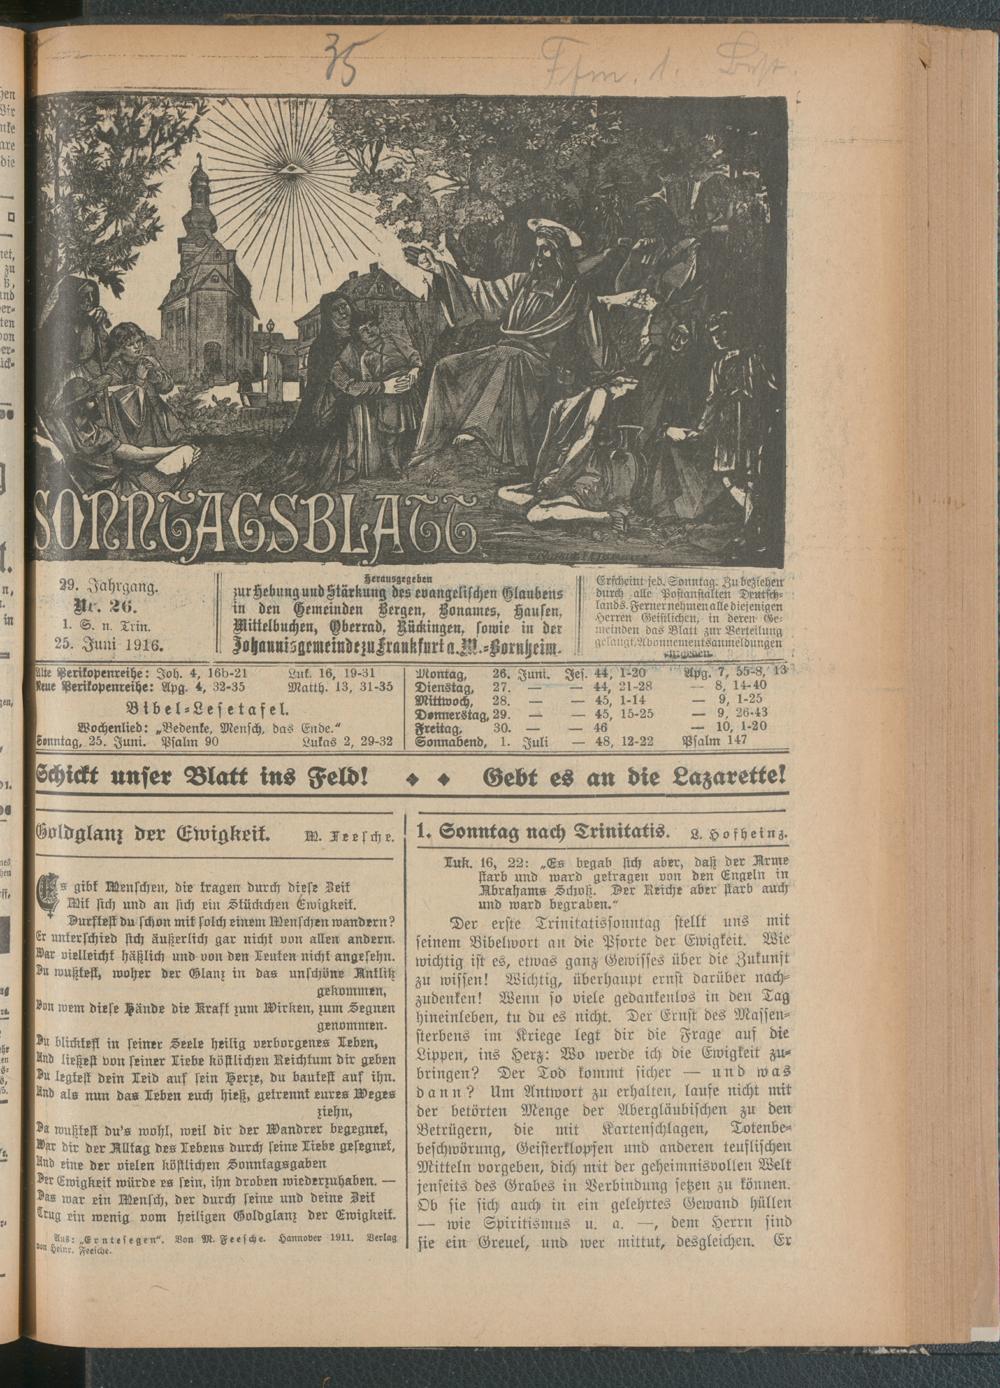 35
Ffm. 1.
SONNTAGSBLATT
29. Jahrgang.
Nr. 26.
1. S. n. Trin.
25. Juni 1916.
Herausgegeben
zur Hebung und Stärkung des evangelischen Glaubens
in den Gemeinden Bergen, Bonames, Hausen,
Mittelbuchen, Oberrad, Rückingen, sowie in der
Johannisgemeinde zu Frankfurt a. M.-Bornheim.
Erscheint jed. Sonntag. Zu beziehen
durch alle Postanstalten Deutsch-
lands. Ferner nehmen alle diejenigen
Herren Geistlichen, in deren Ge-
meinden das Blatt zur Verteilung
gelangt, Abonnementsanmeldungen
entgegen.
Alte Perikopenreihe: Joh. 4, 16b-21 Luk. 16, 19-31
Neue Perikopenreihe: Apg. 4, 32-35 Matth. 13, 31-35
Bibel-Lesetafel.
Wochenlied: „Bedenke, Mensch, das Ende.“
Sonntag, 25. Juni. Psalm 90 Lukas 2, 29-32
Montag, 26. Juni. Jes. 44, 1-20 Apg. 7, 55-8, 13
Dienstag, 27. — — 44, 21-28 — 8, 14-40
Mittwoch, 28. — — 45, 1-14 — 9, 1-25
Donnerstag, 29. — — 45, 15-25 — 9, 26-43
Freitag, 30. — — 46 — 10, 1-20
Sonnabend, 1. Juli — 48, 12-22 Psalm 147
Schickt unser Blatt ins Feld! ◆ ◆ Gebt es an die Lazarette!
Goldglanz der Ewigkeit. M. Feesche.
Es gibt Menschen, die tragen durch diese Zeit
Mit sich und an sich ein Stückchen Ewigkeit.
Durftest du schon mit solch einem Menschen wandern?
Er unterschied sich äußerlich gar nicht von allen andern.
War vielleicht häßlich und von den Leuten nicht angesehn.
Du wußtest, woher der Glanz in das unschöne Antlitz
gekommen,
Von wem diese Hände die Kraft zum Wirken, zum Segnen
genommen.
Du blicktest in seiner Seele heilig verborgenes Leben,
Und ließest von seiner Liebe köstlichen Reichtum dir geben
Du legtest dein Leid auf sein Herze, du bautest auf ihn.
Und als nun das Leben euch hieß, getrennt eures Weges
ziehn,
Da wußtest du's wohl, weil dir der Wandrer begegnet,
War dir der Alltag des Lebens durch seine Liebe gesegnet,
Und eine der vielen köstlichen Sonntagsgaben
Der Ewigkeit würde es sein, ihn droben wiederzuhaben. —
Das war ein Mensch, der durch seine und deine Zeit
Trug ein wenig vom heiligen Goldglanz der Ewigkeit.
Aus: „Erntesegen“. Von M. Feesche. Hannover 1911. Verlag
von Heinr. Feesche.
1. Sonntag nach Trinitatis. L. Hofheinz.
Luk. 16, 22: „Es begab sich aber, daß der Arme
starb und ward getragen von den Engeln in
Abrahams Schoß. Der Reiche aber starb auch
und ward begraben.“
Der erste Trinitatissonntag stellt uns mit
seinem Bibelwort an die Pforte der Ewigkeit. Wie
wichtig ist es, etwas ganz Gewisses über die Zukunft
zu wissen! Wichtig, überhaupt ernst darüber nach-
zudenken! Wenn so viele gedankenlos in den Tag
hineinleben, tu du es nicht. Der Ernst des Massen-
sterbens im Kriege legt dir die Frage auf die
Lippen, ins Herz: Wo werde ich die Ewigkeit zu-
bringen? Der Tod kommt sicher — und was
dann? Um Antwort zu erhalten, laufe nicht mit
der betörten Menge der Abergläubischen zu den
Betrügern, die mit Kartenschlagen, Totenbe-
beschwörung, Geisterklopfen und anderen teuflischen
Mitteln vorgeben, dich mit der geheimnisvollen Welt
jenseits des Grabes in Verbindung setzen zu können.
Ob sie sich auch in ein gelehrtes Gewand hüllen
— wie Spiritismus u. a. —, dem Herrn sind
sie ein Greuel, und wer mittut, desgleichen. Er